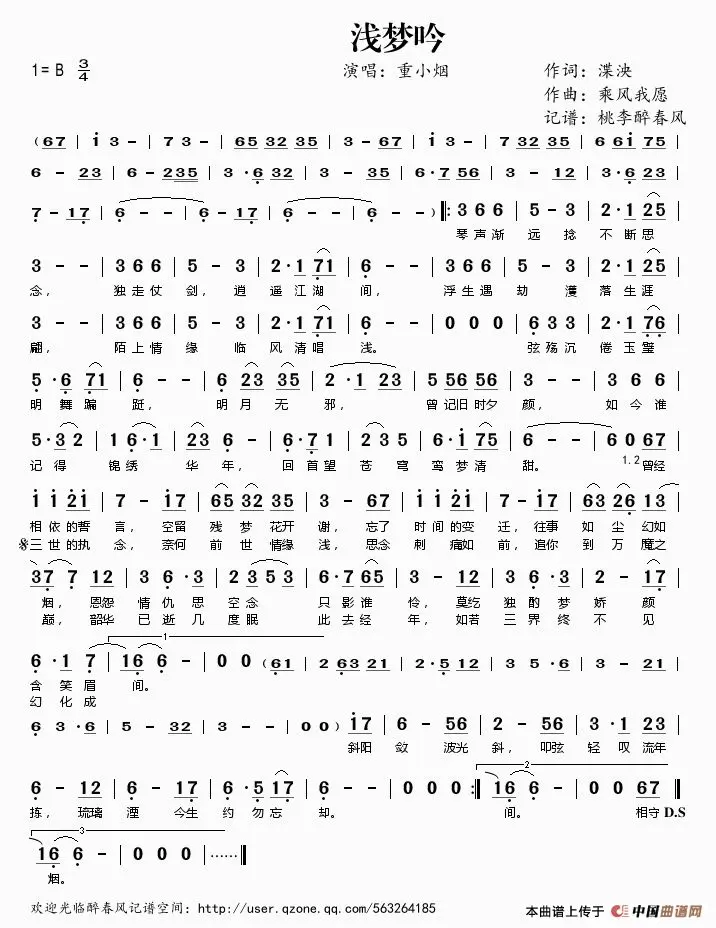 浅梦吟
1=B 3/4 演唱：重小烟 作词：渫泱
作曲：乘风我愿
记谱：桃李醉春风
(67 | i 3 - | 7 - 3 | 65 32 35 | 3 - 35 | 6 - i3 | 3 - i3 | 7 32 35 | 6 6i 75 |
6 - 23 | 6 - 235 | 3 · 6 32 | 3 - 35 | 6 · 7 56 | 3 - 12 | 3 · 6 23 |
7 - 17 | 6 - - | 6 - 17 | 6 - - | 6 - - ) ‖: 3 6 6 | 5 - 3 | 2 · 1 25 |
琴声渐 远捻 不断思
3 - - | 3 6 6 | 5 - 3 | 2 · 1 71 | 6 - - | 3 6 6 | 5 - 3 | 2 · 1 25 |
念， 独走仗 剑， 逍 遥江湖 间， 浮生遇 劫 濩 落生涯
3 - - | 3 6 6 | 5 - 3 | 2 · 1 71 | 6 - - | 0 0 0 | 6 3 3 | 2 · 1 76 |
翩， 陌上情 缘 临 风清唱 浅。 弦殇沉 倦玉璧
5 · 6 71 | 6 - - | 6 23 35 | 2 · 1 23 | 3 56 56 | 3 - - | 3 6 6 |
明 舞蹁 跹， 明月 无 邪， 曾记旧时夕 颜， 如今谁
5 · 3 2 | 1 6 · 1 | 23 6 - | 6 · 7 1 | 2 3 5 | 6 · i 75 | 6 - - | 6 0 67 |
记得 锦绣 华 年， 回首望 苍 穹 鸾梦清 甜。 1.2 曾经
i i 2i | 7 - i7 | 65 32 35 | 3 - 67 | i i 2i | 7 - i7 | 63 26 13 |
相依的誓 言， 空留 残 梦 花开 谢， 忘了 时间的变 迁， 往事 如 尘 幻如
三世的执 念， 奈何 前 世 情缘 浅， 思念 刺 痛如 前， 追你 到 万 魔之
37 7 12 | 3 6 3 | 2 35 3 | 6 · 7 65 | 3 - 12 | 3 6 3 | 2 - 17 |
烟， 恩怨 情仇思 空念 只影谁 怜， 莫纥 独酌梦 娇颜
巅， 韶华 已逝几 度眠 此去经 年， 如若 三界终 不见
1
6 · 1 7 | 16 6 - | 0 0 (61 | 2 63 21 | 2 · 5 12 | 3 5 · 6 | 3 - 21 |
含 笑眉 间。
幻 化成
6 3 · 6 | 5 - 32 | 3 - - | 0 0 ) i7 | 6 - 56 | 2 - 56 | 3 · 1 23 |
斜阳 敛 波光 斜， 叩弦 轻 叹 流年
2
6 - 12 | 6 - 17 | 6 · 5 17 | 6 - - | 0 0 0 :‖ 16 6 - | 0 0 67 ‖
拣， 琉璃 湮 今生 约 勿忘 却。 间。 相守 D.S
3
16 6 - | 0 0 0 | …… ‖
烟。
欢迎光临醉春风记谱空间：http://user.qzone.qq.com/563264185
本曲谱上传于 中国曲谱网